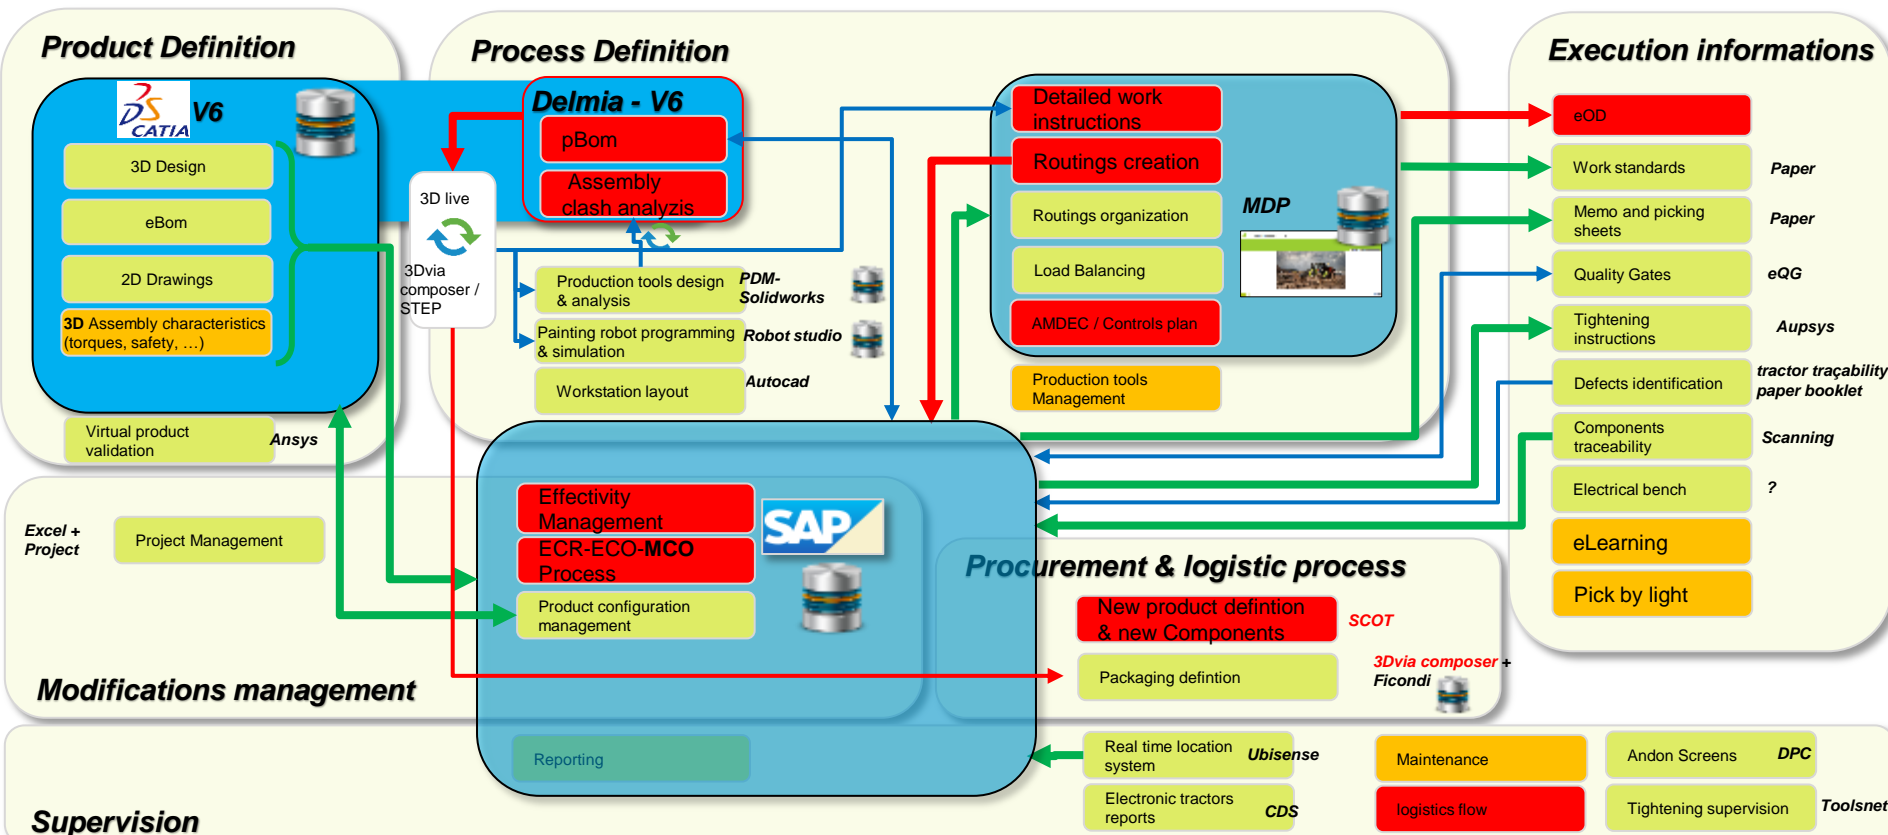 Product Definition
CATIA
V6
3D Design
eBom
2D Drawings
3D Assembly characteristics
(torques, safety, …)
Virtual product
validation
Ansys
Process Definition
Delmia - V6
pBom
Assembly
clash analyzis
3D live
3Dvia
composer /
STEP
Production tools design
& analysis
PDM-
Solidworks
Painting robot programming
& simulation
Robot studio
Workstation layout
Autocad
Detailed work
instructions
Routings creation
Routings organization
Load Balancing
AMDEC / Controls plan
MDP
Production tools
Management
Execution informations
eOD
Work standards
Paper
Memo and picking
sheets
Paper
Quality Gates
eQG
Tightening
instructions
Aupsys
Defects identification
tractor traçability
paper booklet
Components
traceability
Scanning
Electrical bench
?
eLearning
Pick by light
Excel +
Project
Project Management
Modifications management
Effectivity
Management
ECR-ECO-MCO
Process
Product configuration
management
SAP
Procurement & logistic process
New product defintion
& new Components
SCOT
Packaging defintion
3Dvia composer +
Ficondi
Supervision
Reporting
Real time location
system
Ubisense
Electronic tractors
reports
CDS
Maintenance
logistics flow
Andon Screens
DPC
Tightening supervision
Toolsnet